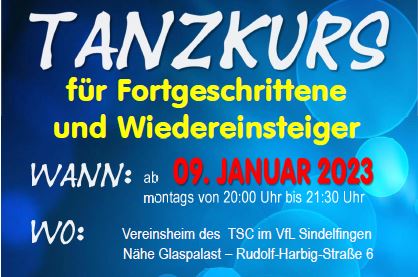 TANZKURS
für Fortgeschrittene
und Wiedereinsteiger
WANN: ab 09. JANUAR 2023
montags von 20:00 Uhr bis 21:30 Uhr
WO: Vereinsheim des TSC im VfL Sindelfingen
Nähe Glaspalast – Rudolf-Harbig-Straße 6